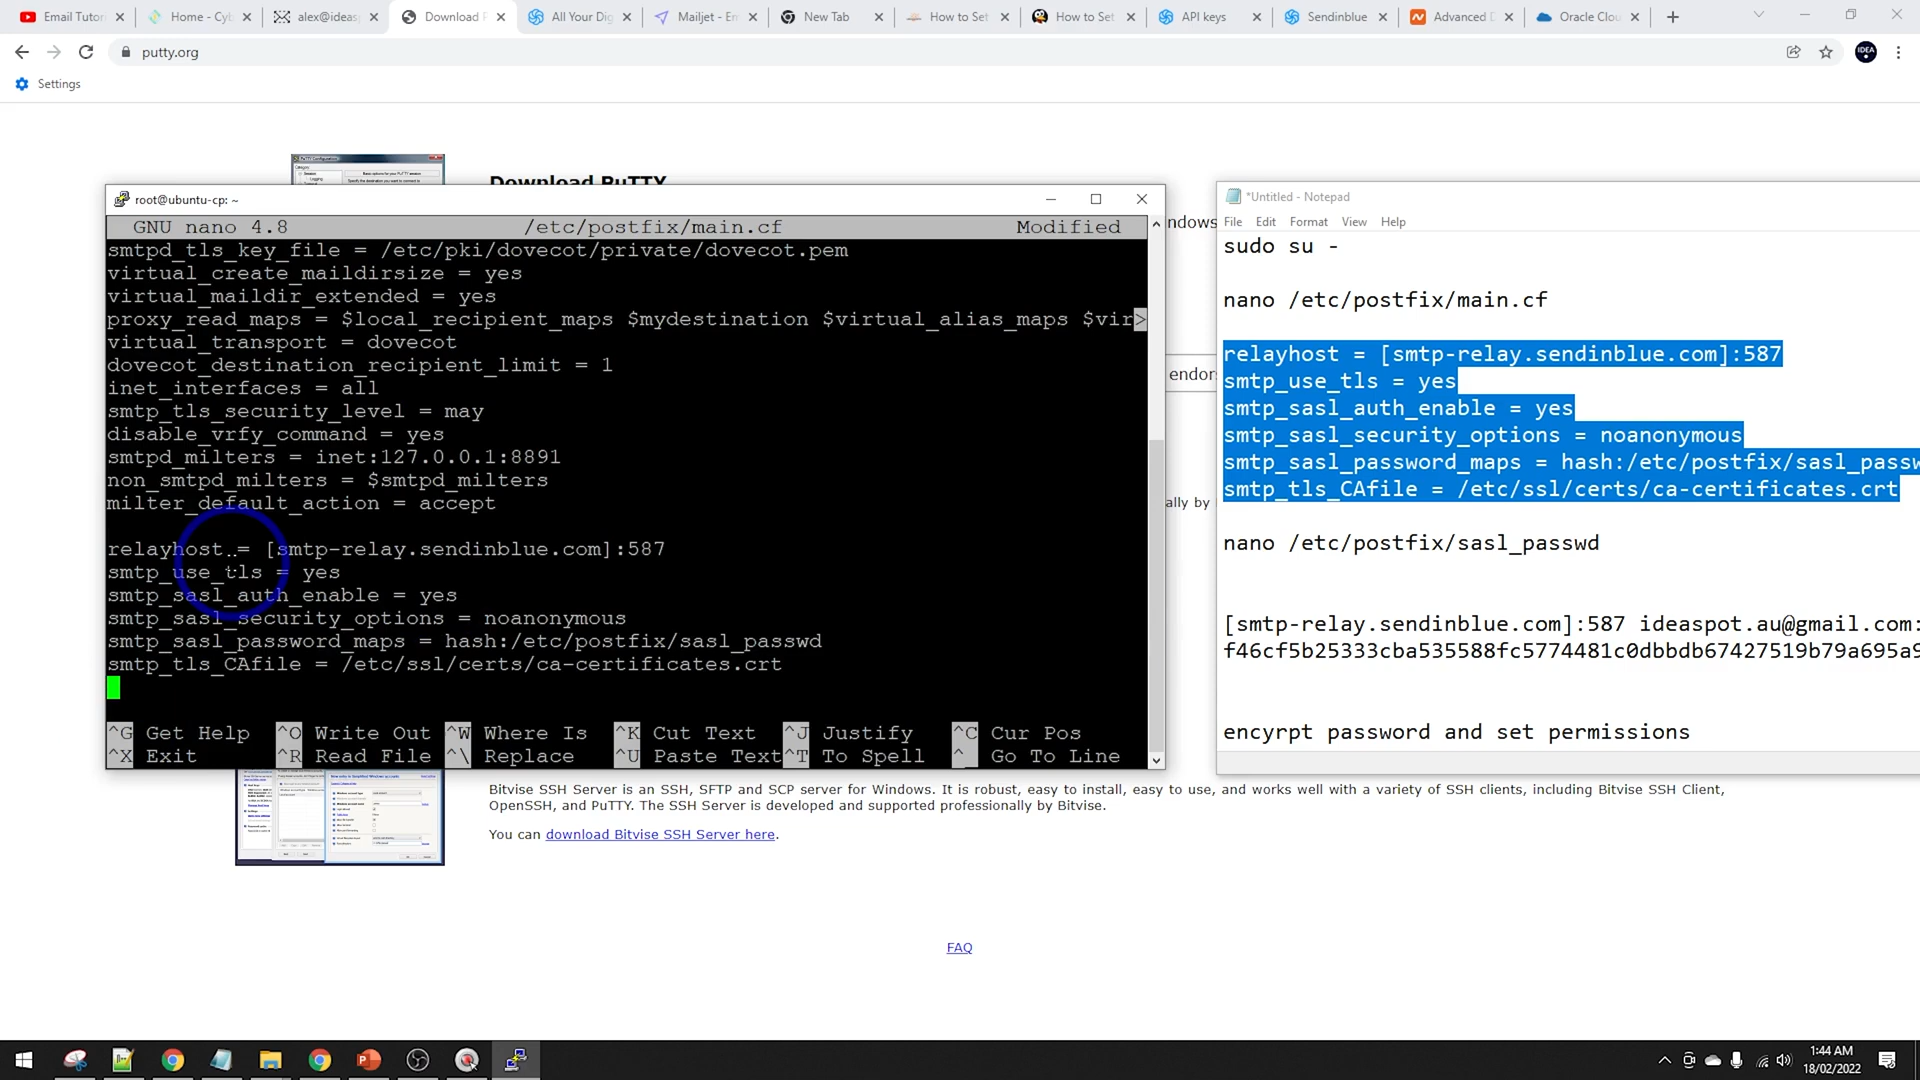 Email Tutor
Home - Cyb
alex@ideas
Download P
All Your Dig
Mailjet - Em
New Tab
How to Set
How to Set
API keys
Sendinblue
Advanced D
Oracle Clou
putty.org
Settings
Download PuTTY
root@ubuntu-cp: ~
GNU nano 4.8 /etc/postfix/main.cf Modified
smtpd_tls_key_file = /etc/pki/dovecot/private/dovecot.pem
virtual_create_maildirsize = yes
virtual_maildir_extended = yes
proxy_read_maps = $local_recipient_maps $mydestination $virtual_alias_maps $vir>
virtual_transport = dovecot
dovecot_destination_recipient_limit = 1
inet_interfaces = all
smtp_tls_security_level = may
disable_vrfy_command = yes
smtpd_milters = inet:127.0.0.1:8891
non_smtpd_milters = $smtpd_milters
milter_default_action = accept
relayhost = [smtp-relay.sendinblue.com]:587
smtp_use_tls = yes
smtp_sasl_auth_enable = yes
smtp_sasl_security_options = noanonymous
smtp_sasl_password_maps = hash:/etc/postfix/sasl_passwd
smtp_tls_CAfile = /etc/ssl/certs/ca-certificates.crt
^G Get Help ^O Write Out ^W Where Is ^K Cut Text ^J Justify ^C Cur Pos
^X Exit ^R Read File ^\ Replace ^U Paste Text ^T To Spell ^_ Go To Line
ndows
endors
ally by
*Untitled - Notepad
File Edit Format View Help
sudo su -
nano /etc/postfix/main.cf
relayhost = [smtp-relay.sendinblue.com]:587
smtp_use_tls = yes
smtp_sasl_auth_enable = yes
smtp_sasl_security_options = noanonymous
smtp_sasl_password_maps = hash:/etc/postfix/sasl_passw
smtp_tls_CAfile = /etc/ssl/certs/ca-certificates.crt
nano /etc/postfix/sasl_passwd
[smtp-relay.sendinblue.com]:587 ideaspot.au@gmail.com:
f46cf5b25333cba535588fc5774481c0dbbdb67427519b79a695a9
encyrpt password and set permissions
Bitvise SSH Server is an SSH, SFTP and SCP server for Windows. It is robust, easy to install, easy to use, and works well with a variety of SSH clients, including Bitvise SSH Client,
OpenSSH, and PuTTY. The SSH Server is developed and supported professionally by Bitvise.
You can download Bitvise SSH Server here.
FAQ
1:44 AM
18/02/2022